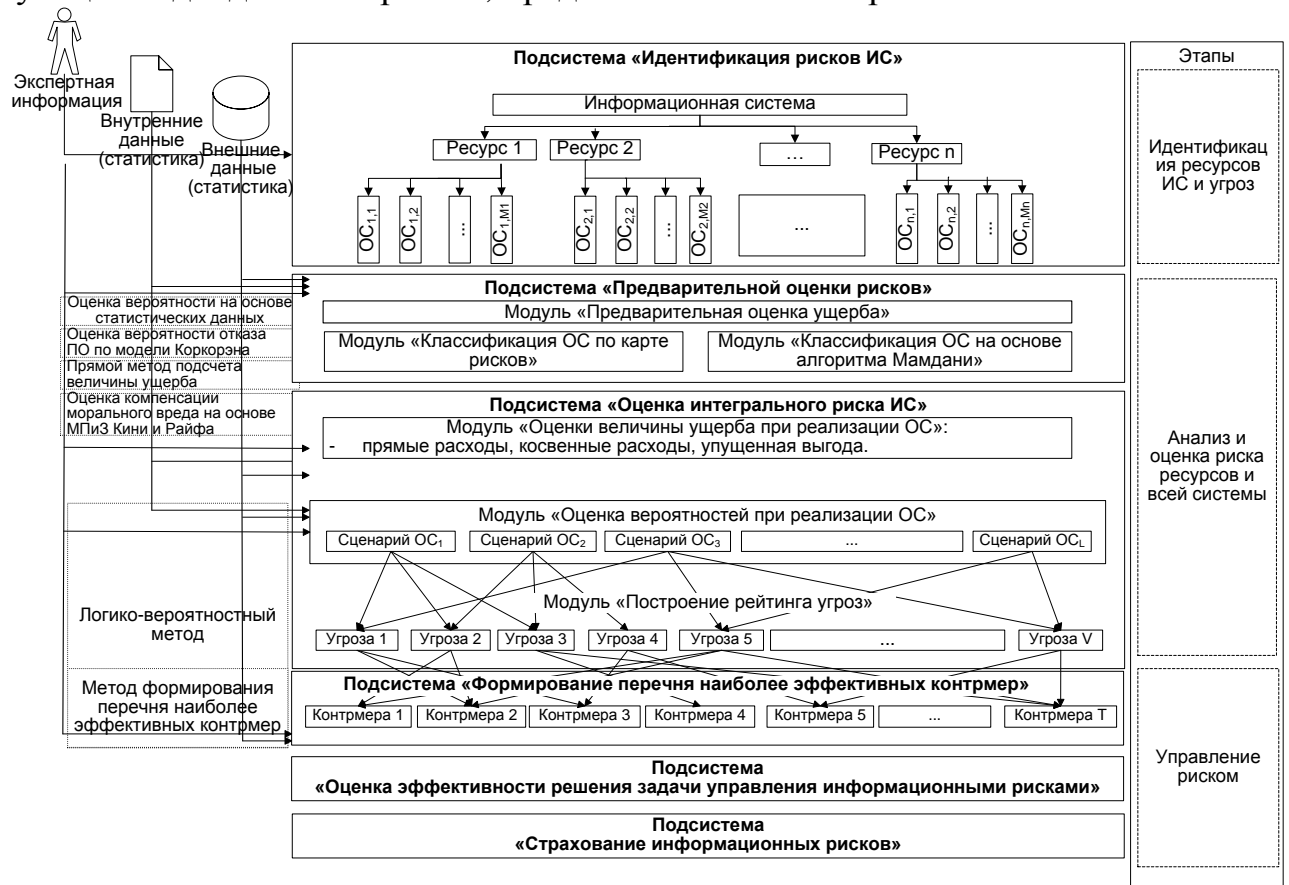 Экспертная
информация
Внутренние
данные
(статистика)
Внешние
данные
(статистика)
Подсистема «Идентификация рисков ИС»
Информационная система
Ресурс 1
Ресурс 2
...
Ресурс n
ОС1,1
ОС1,2
...
ОС1,М1
ОС2,1
ОС2,2
...
ОС2,М2
...
ОСn,1
ОСn,2
...
ОСn,Mn
Этапы
Идентификац
ия ресурсов
ИС и угроз
Подсистема «Предварительной оценки рисков»
Модуль «Предварительная оценка ущерба»
Модуль «Классификация ОС по карте
рисков»
Модуль «Классификация ОС на основе
алгоритма Мамдани»
Оценка вероятности на основе
статистических данных
Оценка вероятности отказа
ПО по модели Коркорэна
Прямой метод подсчета
величины ущерба
Оценка компенсации
морального вреда на основе
МПиЗ Кини и Райфа
Подсистема «Оценка интегрального риска ИС»
Модуль «Оценки величины ущерба при реализации ОС»:
- прямые расходы, косвенные расходы, упущенная выгода.
Модуль «Оценка вероятностей при реализации ОС»
Сценарий ОС1
Сценарий ОС2
Сценарий ОС3
...
Сценарий ОСL
Модуль «Построение рейтинга угроз»
Угроза 1
Угроза 2
Угроза 3
Угроза 4
Угроза 5
...
Угроза V
Анализ и
оценка риска
ресурсов и
всей системы
Логико-вероятностный
метод
Метод формирования
перечня наиболее
эффективных контрмер
Подсистема «Формирование перечня наиболее эффективных контрмер»
Контрмера 1
Контрмера 2
Контрмера 3
Контрмера 4
Контрмера 5
...
Контрмера T
Подсистема
«Оценка эффективности решения задачи управления информационными рисками»
Подсистема
«Страхование информационных рисков»
Управление
риском